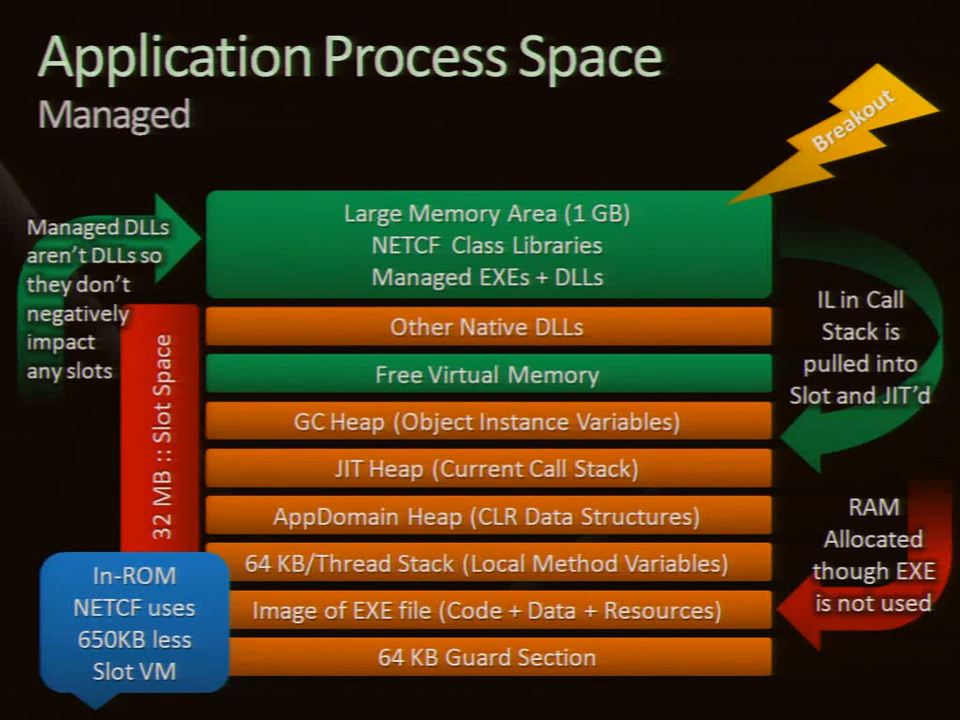 Application Process Space
Managed
Breakout
Managed DLLs
aren't DLLs so
they don't
negatively
impact
any slots
Large Memory Area (1 GB)
NETCF Class Libraries
Managed EXEs + DLLs
Other Native DLLs
Free Virtual Memory
GC Heap (Object Instance Variables)
JIT Heap (Current Call Stack)
AppDomain Heap (CLR Data Structures)
64 KB/Thread Stack (Local Method Variables)
Image of EXE file (Code + Data + Resources)
64 KB Guard Section
32 MB :: Slot Space
IL in Call
Stack is
pulled into
Slot and JIT'd
RAM
Allocated
though EXE
is not used
In-ROM
NETCF uses
650KB less
Slot VM